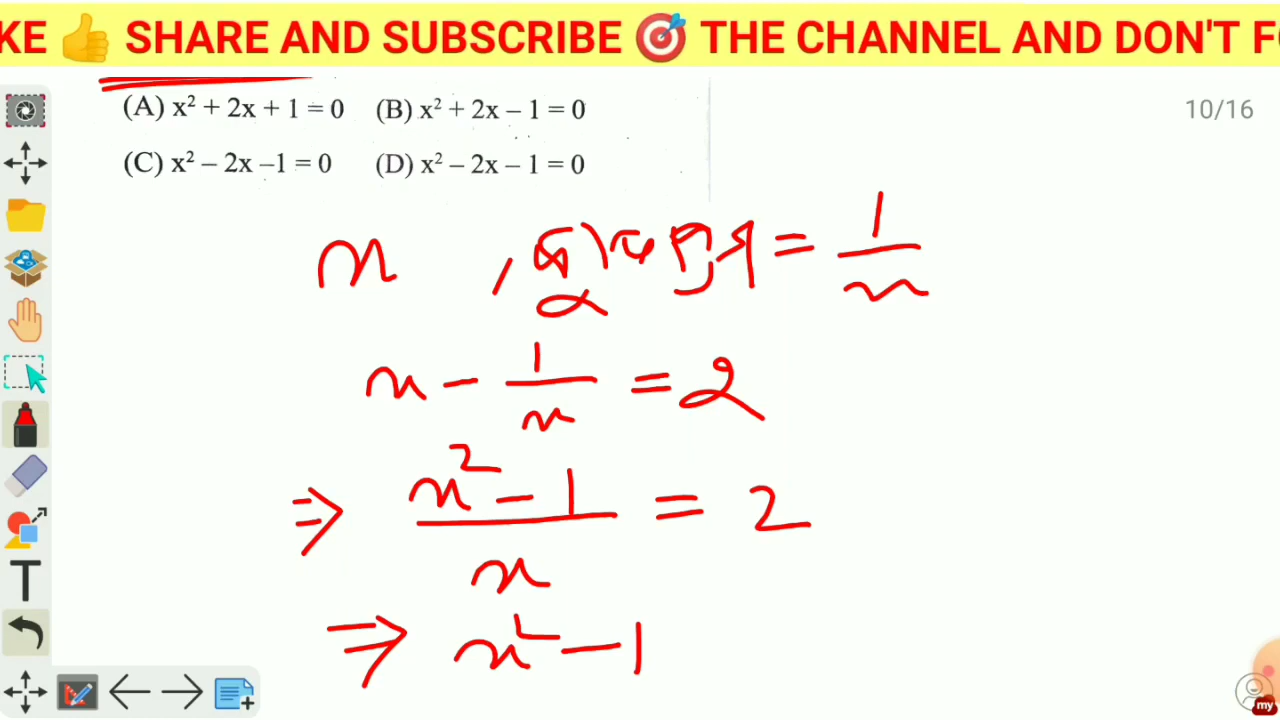 KE 👍 SHARE AND SUBSCRIBE 🎯 THE CHANNEL AND DON'T F
10/16
(A) x² + 2x + 1 = 0 (B) x² + 2x – 1 = 0
(C) x² – 2x –1 = 0 (D) x² – 2x – 1 = 0
x , = 1/x
x - 1/x = 2
⇒ (x² - 1)/x = 2
⇒ x² - 1
T
my